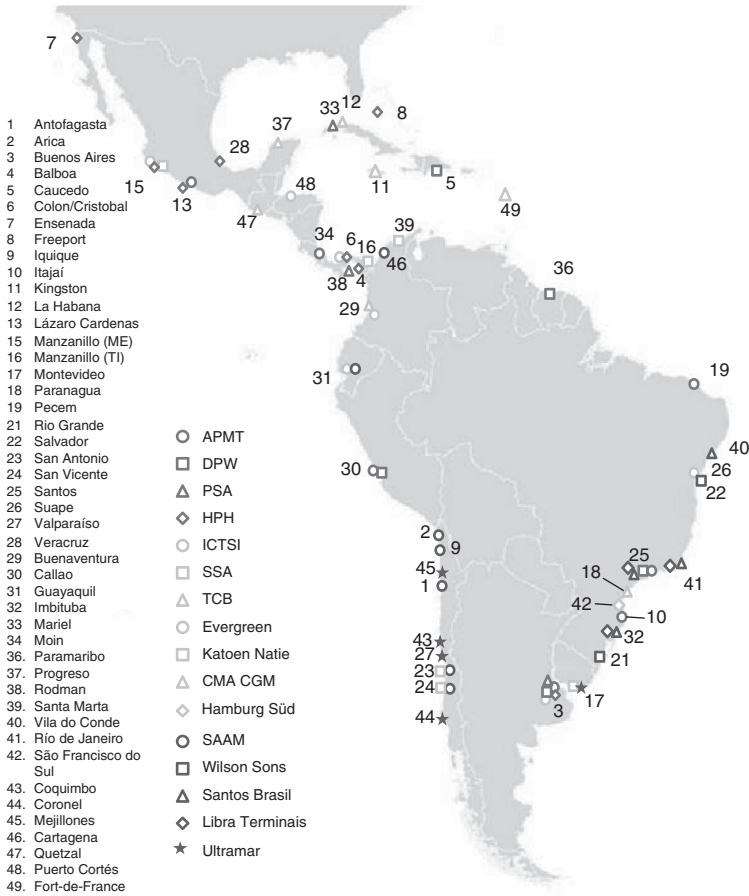 1 Antofagasta
2 Arica
3 Buenos Aires
4 Balboa
5 Caucedo
6 Colon/Cristobal
7 Ensenada
8 Freeport
9 Iquique
10 Itajaí
11 Kingston
12 La Habana
13 Lázaro Cardenas
15 Manzanillo (ME)
16 Manzanillo (TI)
17 Montevideo
18 Paranagua
19 Pecem
21 Rio Grande
22 Salvador
23 San Antonio
24 San Vicente
25 Santos
26 Suape
27 Valparaíso
28 Veracruz
29 Buenaventura
30 Callao
31 Guayaquil
32 Imbituba
33 Mariel
34 Moin
36. Paramaribo
37. Progreso
38. Rodman
39. Santa Marta
40. Vila do Conde
41. Río de Janeiro
42. São Francisco do
Sul
43. Coquimbo
44. Coronel
45. Mejillones
46. Cartagena
47. Quetzal
48. Puerto Cortés
49. Fort-de-France
APMT
DPW
PSA
HPH
ICTSI
SSA
TCB
Evergreen
Katoen Natie
CMA CGM
Hamburg Süd
SAAM
Wilson Sons
Santos Brasil
Libra Terminais
Ultramar
7
33
12
8
37
28
15
13
48
47
11
5
49
39
34
6
16
46
38
4
36
29
31
19
40
26
22
30
2
9
45
1
25
41
18
42
10
32
43
27
23
24
44
21
17
3